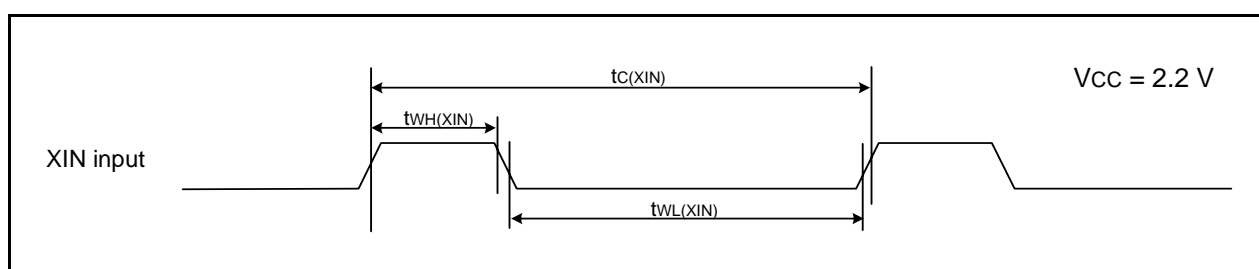 tC(XIN)
VCC = 2.2 V
tWH(XIN)
XIN input
tWL(XIN)